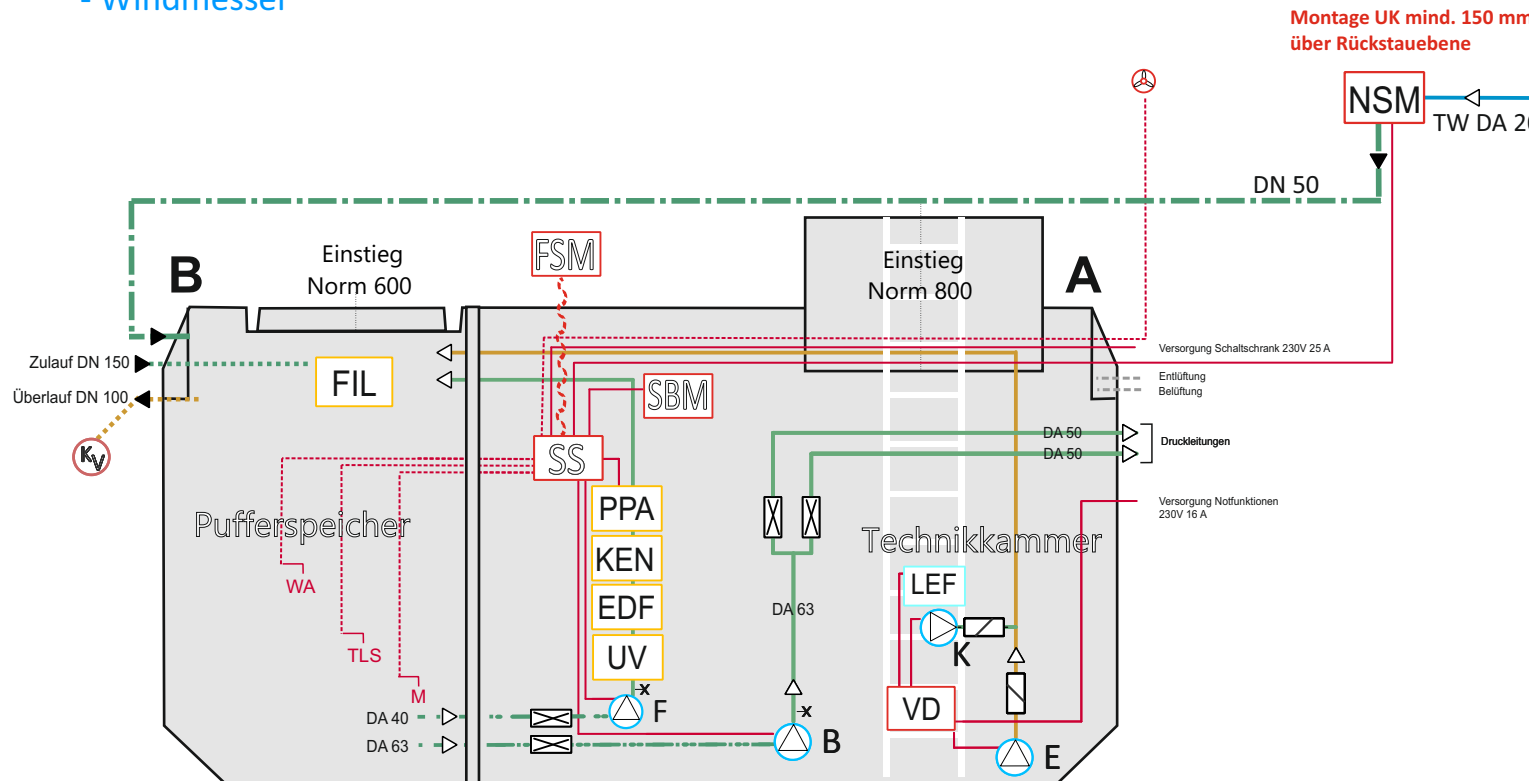 - Windmesser
Montage UK mind. 150 mm
über Rückstauebene
NSM
TW DA 20
DN 50
B
Einstieg
Norm 600
FSM
Einstieg
Norm 800
A
Zulauf DN 150
Überlauf DN 100
KV
FIL
SBM
SS
Versorgung Schaltschrank 230V 25 A
Entlüftung
Belüftung
DA 50
DA 50
Druckleitungen
Pufferspeicher
PPA
KEN
EDF
UV
Technikkammer
Versorgung Notfunktionen
230V 16 A
WA
TLS
M
DA 63
LEF
K
VD
DA 40
DA 63
F
B
E